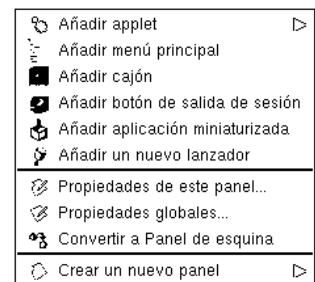 Añadir applet
Añadir menú principal
Añadir cajón
Añadir botón de salida de sesión
Añadir aplicación miniaturizada
Añadir un nuevo lanzador
Propiedades de este panel...
Propiedades globales...
Convertir a Panel de esquina
Crear un nuevo panel